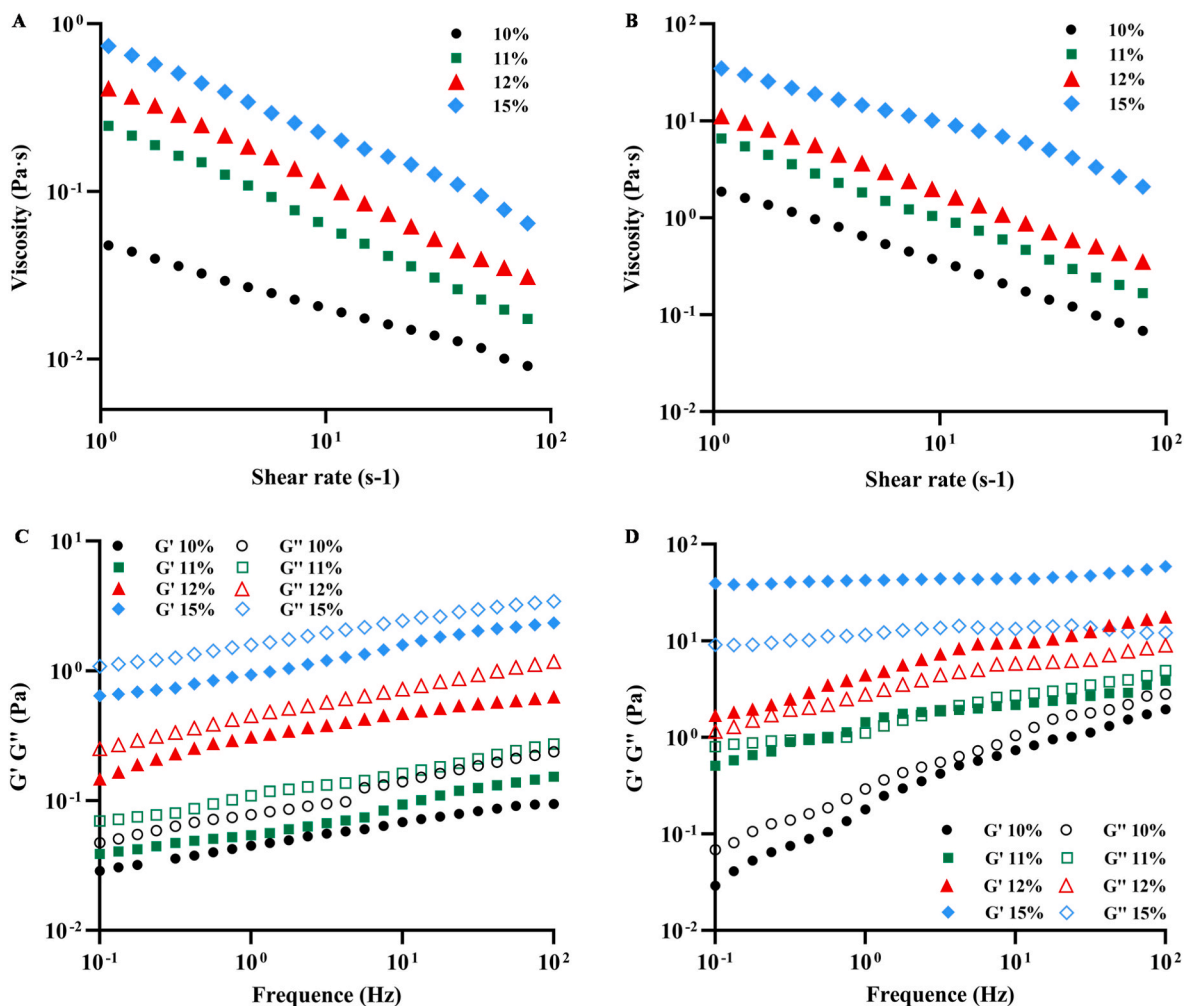 A
10⁰
10⁻¹
10⁻²
Viscosity (Pa·s)
10%
11%
12%
15%
10⁰
10¹
10²
Shear rate (s-1)
B
10²
10¹
10⁰
10⁻¹
10⁻²
Viscosity (Pa·s)
10%
11%
12%
15%
10⁰
10¹
10²
Shear rate (s-1)
C
10¹
10⁰
10⁻¹
10⁻²
G' G'' (Pa)
G' 10% G'' 10%
G' 11% G'' 11%
G' 12% G'' 12%
G' 15% G'' 15%
10⁻¹
10⁰
10¹
10²
Frequence (Hz)
D
10²
10¹
10⁰
10⁻¹
10⁻²
G' G'' (Pa)
G' 10% G'' 10%
G' 11% G'' 11%
G' 12% G'' 12%
G' 15% G'' 15%
10⁻¹
10⁰
10¹
10²
Frequence (Hz)